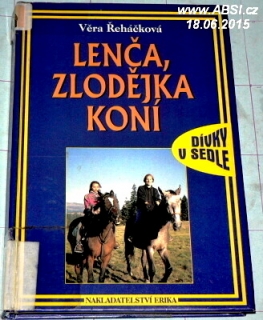 www.ABSI.cz
18.06.2015
Věra Řeháčková
LENČA,
ZLODĚJKA
KONÍ
DÍVKY
V SEDLE
NAKLADATELSTVÍ ERIKA